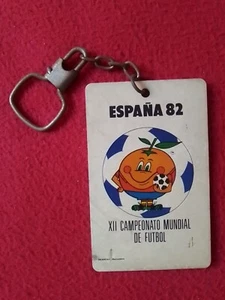 ESPAÑA 82
XII CAMPEONATO MUNDIAL
DE FUTBOL